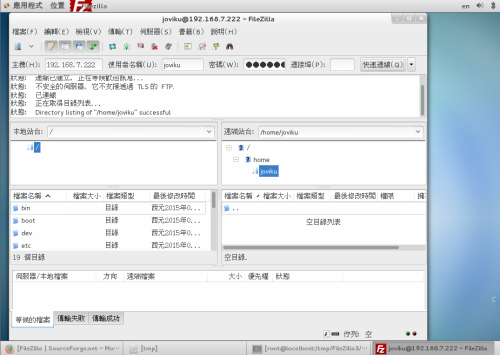 應用程式 位置 FileZilla en
joviku@192.168.7.222 - FileZilla
檔案(F) 編輯(E) 檢視(V) 傳輸(T) 伺服器(S) 書籤(B) 說明(H)
主機(H): 192.168.7.222 使用者名稱(U): joviku 密碼(W): ●●●●●● 連接埠(P): 快速連線(Q)
狀態: 連線已建立, 正在等候歡迎訊息...
狀態: 不安全的伺服器, 它不支援透過 TLS 的 FTP.
狀態: 已連線
狀態: 正在取得目錄列表...
狀態: Directory listing of "/home/joviku" successful
本地站台: /
遠端站台: /home/joviku
/
/
home
joviku
檔案名稱 檔案大小 檔案類型 最後修改時間
bin 目錄 西元2015年0...
boot 目錄 西元2015年0...
dev 目錄 西元2015年0...
etc 目錄 西元2015年0...
19 個目錄
檔案名稱 檔案大小 檔案類型 最後修改時間 權限 擁
..
空目錄列表
空目錄.
伺服器/本地檔案 方向 遠端檔案 大小 優先權 狀態
等候的檔案 傳輸失敗 傳輸成功
佇列: 空
[FileZilla | SourceForge.net - Mo... [tmp] [root@localhost:/tmp/FileZilla3/... joviku@192.168.7.222 - FileZilla